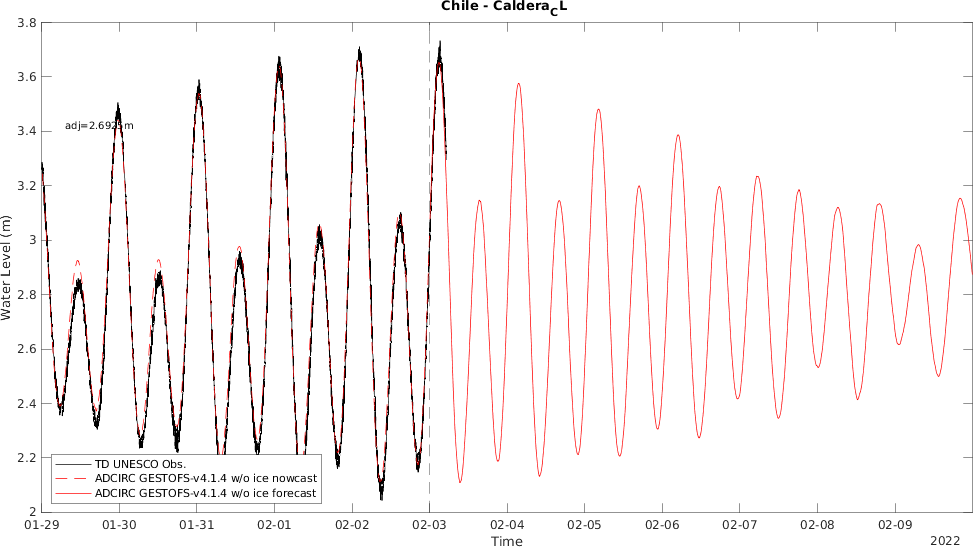 Chile - Caldera_CL
3.8
3.6
3.4
3.2
3
2.8
2.6
2.4
2.2
2
Water Level (m)
adj=2.6925m
TD UNESCO Obs.
ADCIRC GESTOFS-v4.1.4 w/o ice nowcast
ADCIRC GESTOFS-v4.1.4 w/o ice forecast
01-29 01-30 01-31 02-01 02-02 02-03 02-04 02-05 02-06 02-07 02-08 02-09
Time
2022